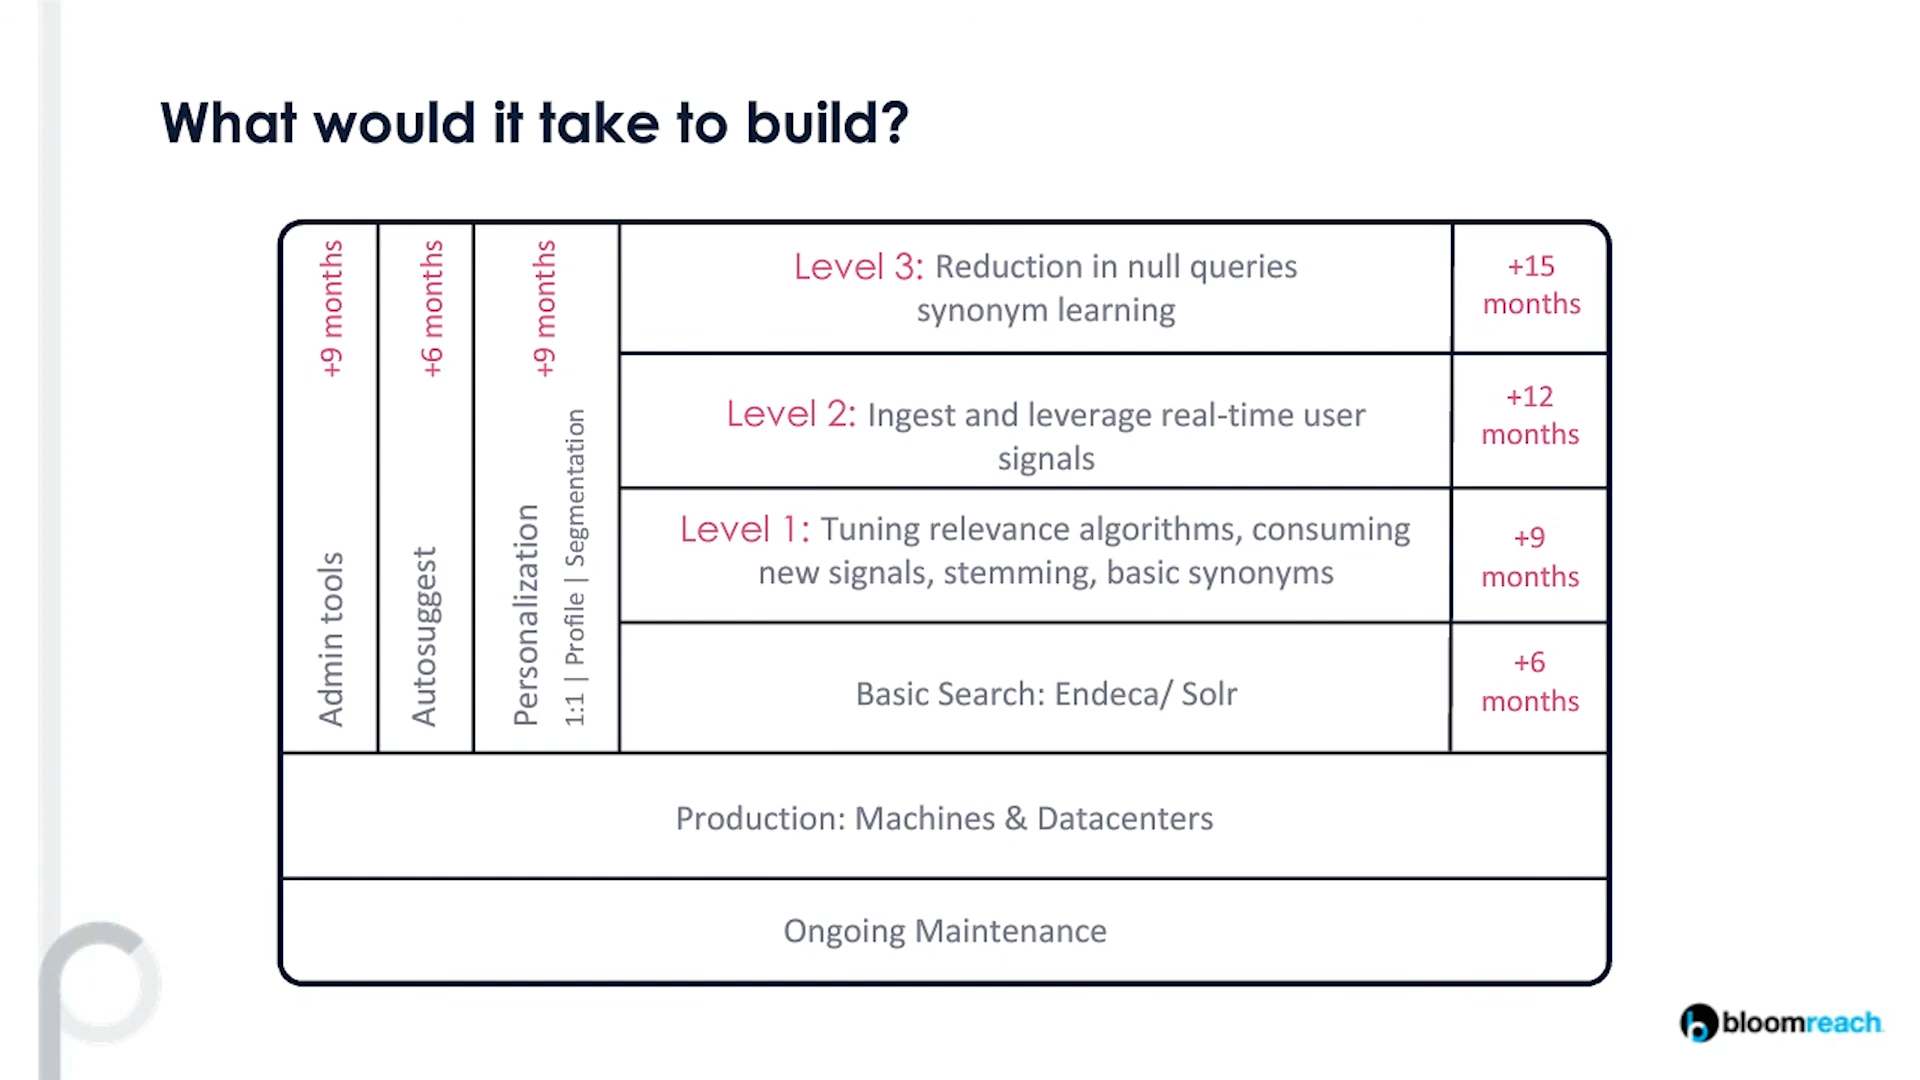 What would it take to build?
Admin tools +9 months
Autosuggest +6 months
Personalization +9 months
1:1 | Profile | Segmentation
Level 3: Reduction in null queries
synonym learning
+15
months
Level 2: Ingest and leverage real-time user
signals
+12
months
Level 1: Tuning relevance algorithms, consuming
new signals, stemming, basic synonyms
+9
months
Basic Search: Endeca/ Solr
+6
months
Production: Machines & Datacenters
Ongoing Maintenance
bloomreach